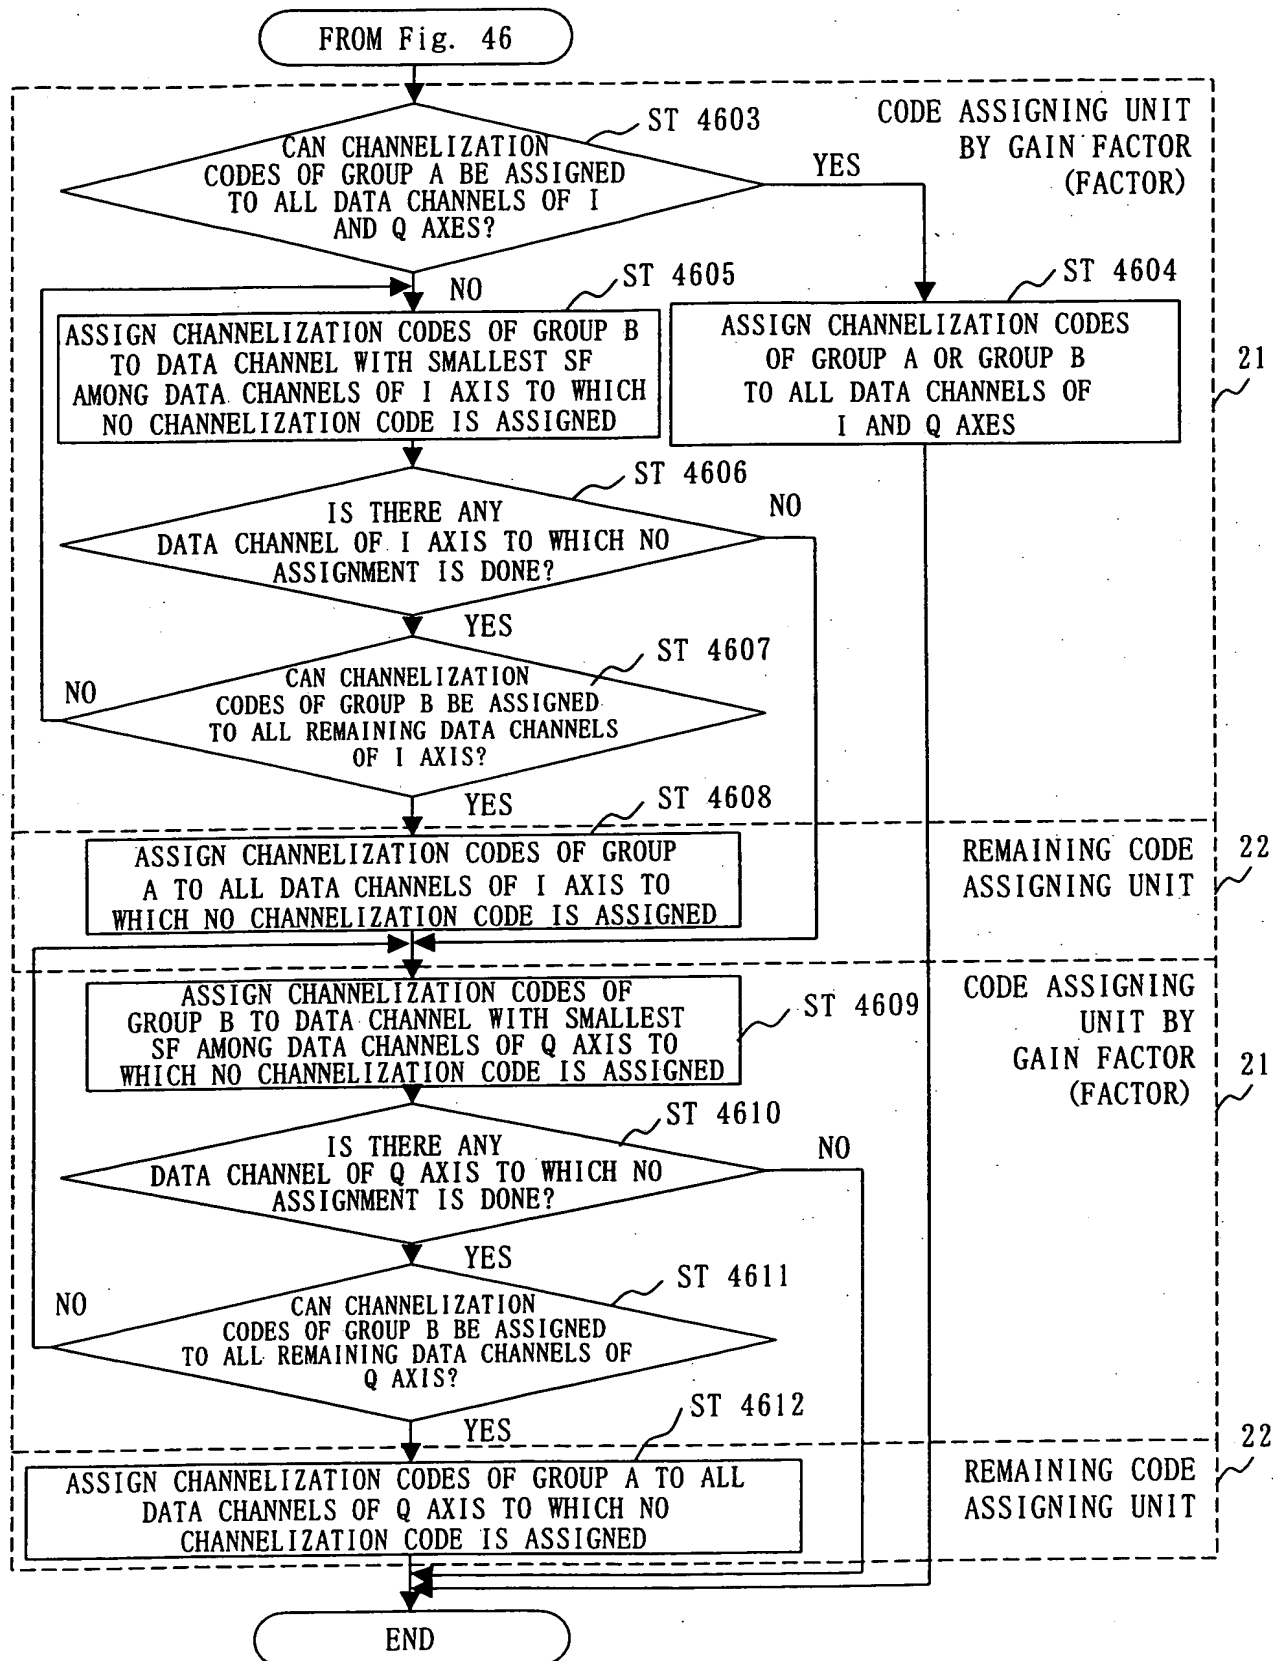 FROM Fig. 46
ST 4603
CODE ASSIGNING UNIT
BY GAIN FACTOR
(FACTOR)
CAN CHANNELIZATION
CODES OF GROUP A BE ASSIGNED
TO ALL DATA CHANNELS OF I
AND Q AXES?
YES
NO
ST 4605
ST 4604
ASSIGN CHANNELIZATION CODES OF GROUP B
TO DATA CHANNEL WITH SMALLEST SF
AMONG DATA CHANNELS OF I AXIS TO WHICH
NO CHANNELIZATION CODE IS ASSIGNED
ASSIGN CHANNELIZATION CODES
OF GROUP A OR GROUP B
TO ALL DATA CHANNELS OF
I AND Q AXES
21
ST 4606
IS THERE ANY
DATA CHANNEL OF I AXIS TO WHICH NO
ASSIGNMENT IS DONE?
NO
YES
ST 4607
NO
CAN CHANNELIZATION
CODES OF GROUP B BE ASSIGNED
TO ALL REMAINING DATA CHANNELS
OF I AXIS?
YES
ST 4608
ASSIGN CHANNELIZATION CODES OF GROUP
A TO ALL DATA CHANNELS OF I AXIS TO
WHICH NO CHANNELIZATION CODE IS ASSIGNED
REMAINING CODE
ASSIGNING UNIT
22
ASSIGN CHANNELIZATION CODES OF
GROUP B TO DATA CHANNEL WITH SMALLEST
SF AMONG DATA CHANNELS OF Q AXIS TO
WHICH NO CHANNELIZATION CODE IS ASSIGNED
ST 4609
CODE ASSIGNING
UNIT BY
GAIN FACTOR
(FACTOR)
21
ST 4610
IS THERE ANY
DATA CHANNEL OF Q AXIS TO WHICH NO
ASSIGNMENT IS DONE?
NO
YES
ST 4611
NO
CAN CHANNELIZATION
CODES OF GROUP B BE ASSIGNED
TO ALL REMAINING DATA CHANNELS OF
Q AXIS?
YES
ST 4612
ASSIGN CHANNELIZATION CODES OF GROUP A TO ALL
DATA CHANNELS OF Q AXIS TO WHICH NO
CHANNELIZATION CODE IS ASSIGNED
REMAINING CODE
ASSIGNING UNIT
22
END